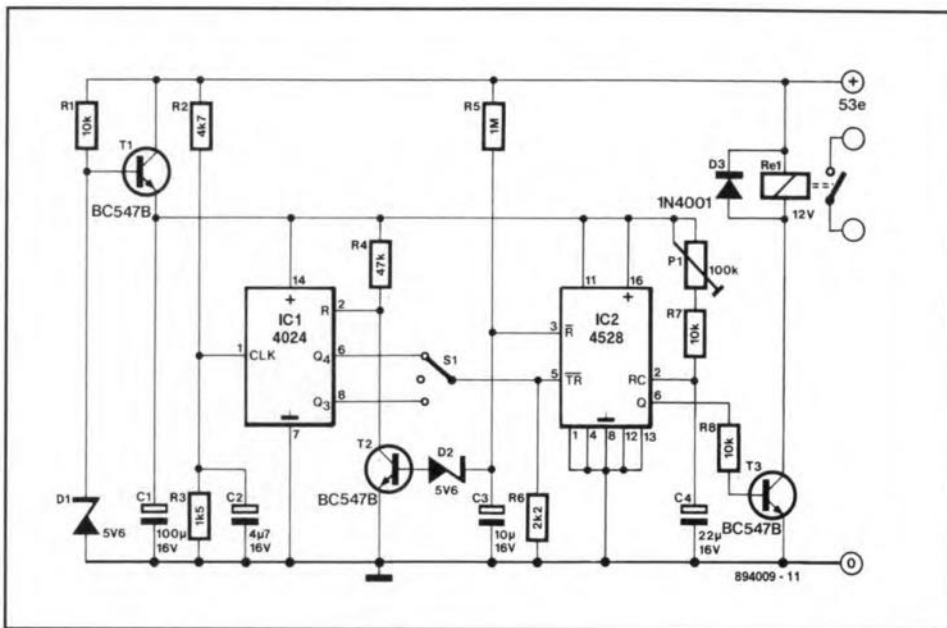 R1
10k
R2
4k7
R5
1M
+
53e
T1
BC547B
D3
1N4001
Re1
12V
R4
47k
P1
100k
14
+
R
2
IC1
4024
1
CLK
Q4
6
Q3
8
7
S1
11
16
+
3
R
IC2
4528
5
TR
RC
2
Q
6
1
4
8
12
13
R7
10k
R8
10k
T2
BC547B
D2
5V6
T3
BC547B
D1
5V6
C1
100µ
16V
R3
1k5
C2
4µ7
16V
C3
10µ
16V
R6
2k2
C4
22µ
16V
0
894009 - 11